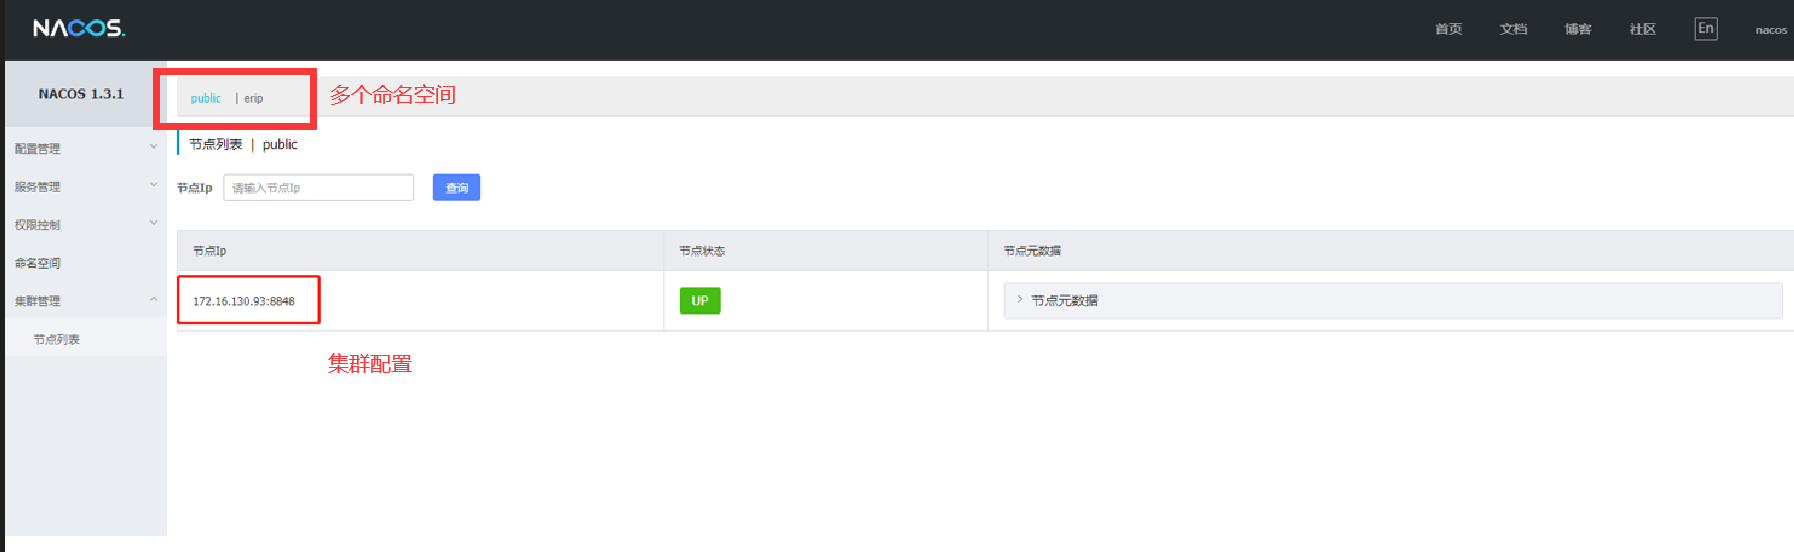 NACOS.
首页 文档 博客 社区 En nacos
NACOS 1.3.1
public | erip
多个命名空间
配置管理
服务管理
权限控制
命名空间
集群管理
节点列表
节点列表 | public
节点Ip 请输入节点Ip 查询
节点Ip 节点状态 节点元数据
172.16.130.93:8848 UP 节点元数据
集群配置